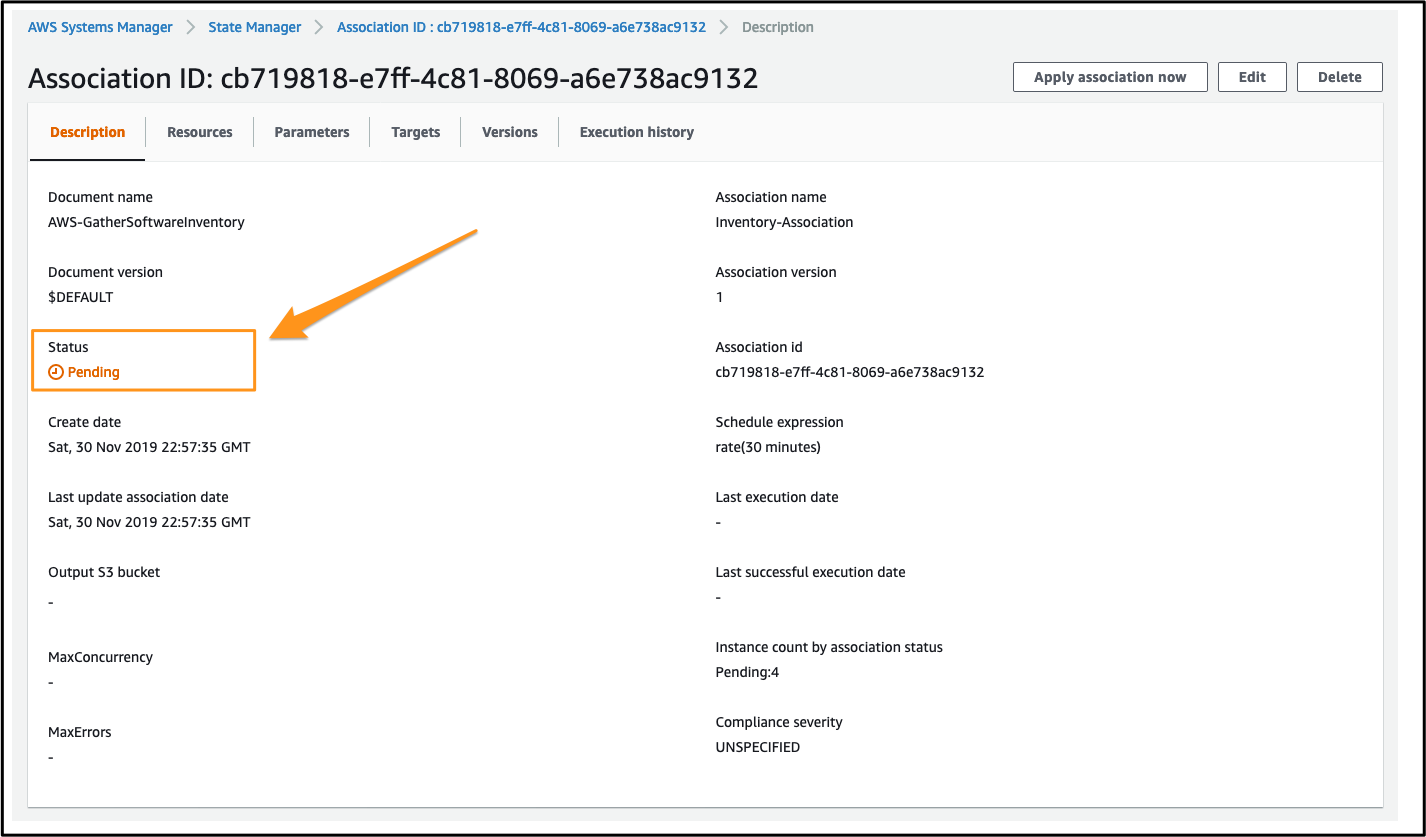 AWS Systems Manager > State Manager > Association ID : cb719818-e7ff-4c81-8069-a6e738ac9132 > Description
Association ID: cb719818-e7ff-4c81-8069-a6e738ac9132
Apply association now
Edit
Delete
Description
Resources
Parameters
Targets
Versions
Execution history
Document name
AWS-GatherSoftwareInventory
Association name
Inventory-Association
Document version
$DEFAULT
Association version
1
Status
Pending
Association id
cb719818-e7ff-4c81-8069-a6e738ac9132
Create date
Sat, 30 Nov 2019 22:57:35 GMT
Schedule expression
rate(30 minutes)
Last update association date
Sat, 30 Nov 2019 22:57:35 GMT
Last execution date
-
Output S3 bucket
-
Last successful execution date
-
MaxConcurrency
-
Instance count by association status
Pending:4
MaxErrors
-
Compliance severity
UNSPECIFIED